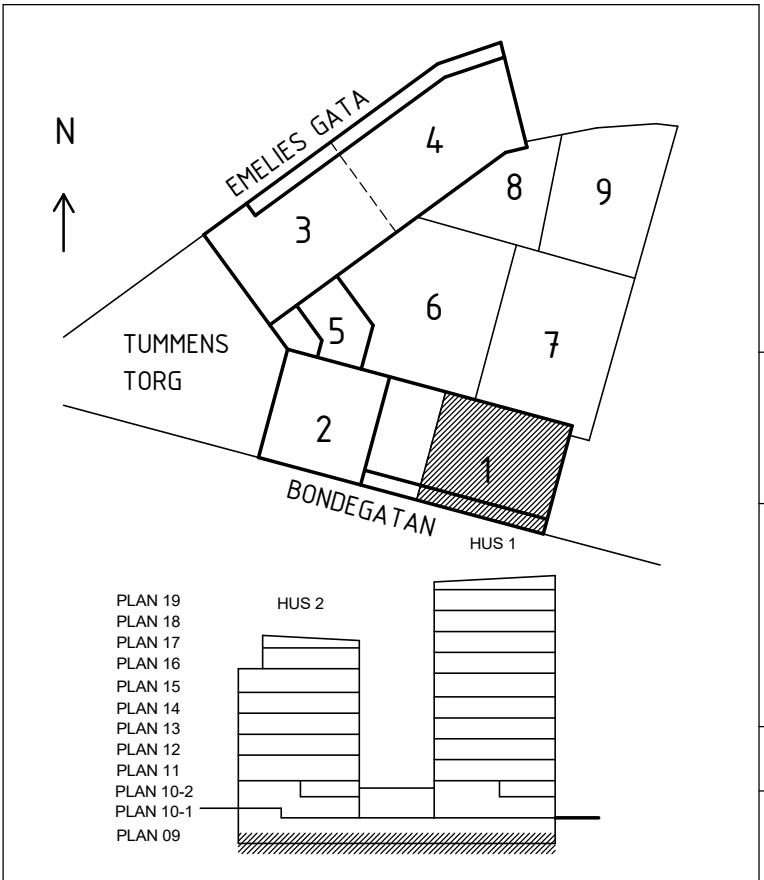 N
EMELIES GATA
4
8
9
3
5
6
7
TUMMENS
TORG
2
1
BONDEGATAN
HUS 1
HUS 2
PLAN 19
PLAN 18
PLAN 17
PLAN 16
PLAN 15
PLAN 14
PLAN 13
PLAN 12
PLAN 11
PLAN 10-2
PLAN 10-1
PLAN 09